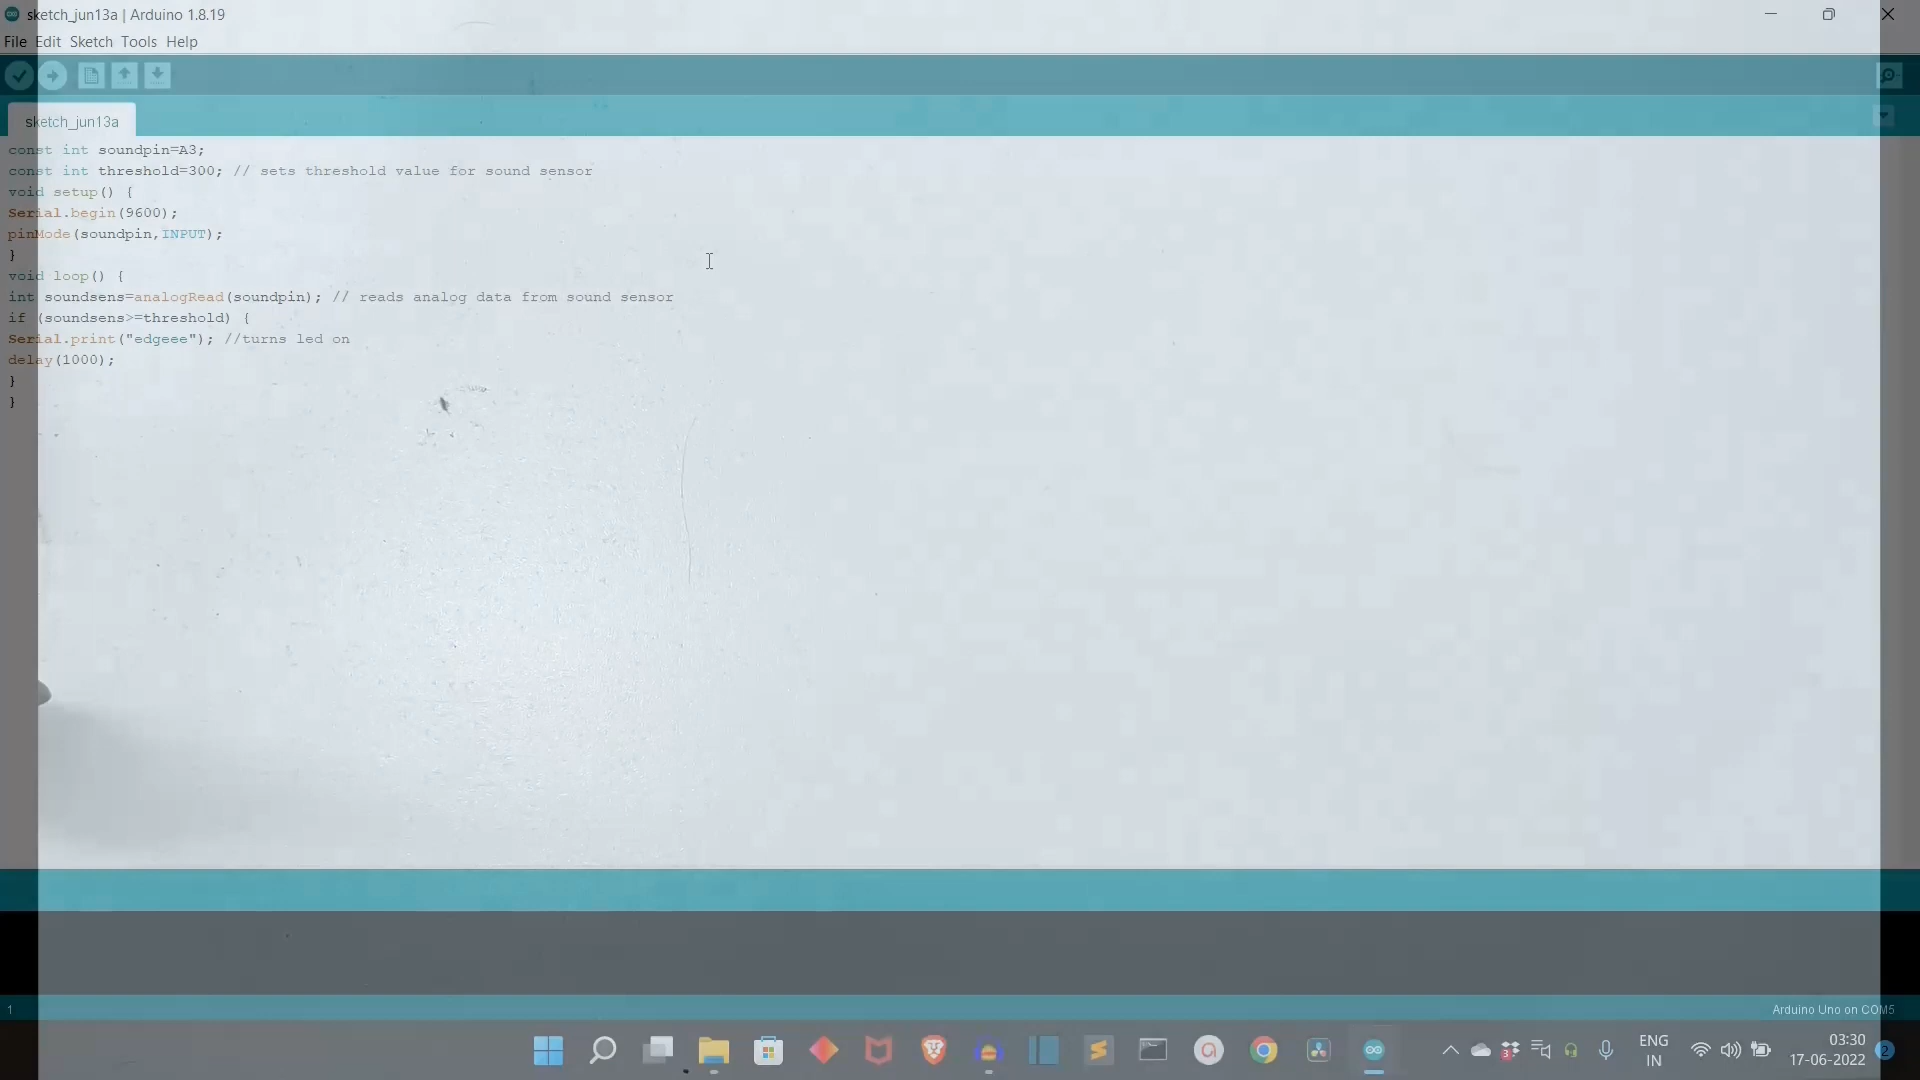 sketch_jun13a | Arduino 1.8.19
File Edit Sketch Tools Help
sketch_jun13a
const int soundpin=A3;
const int threshold=300; // sets threshold value for sound sensor
void setup() {
Serial.begin(9600);
pinMode(soundpin,INPUT);
}
void loop() {
int soundsens=analogRead(soundpin); // reads analog data from sound sensor
if (soundsens>=threshold) {
Serial.print("edgeee"); //turns led on
delay(1000);
}
}
1
Arduino Uno on COM5
3
ENG
IN
03:30
17-06-2022
2